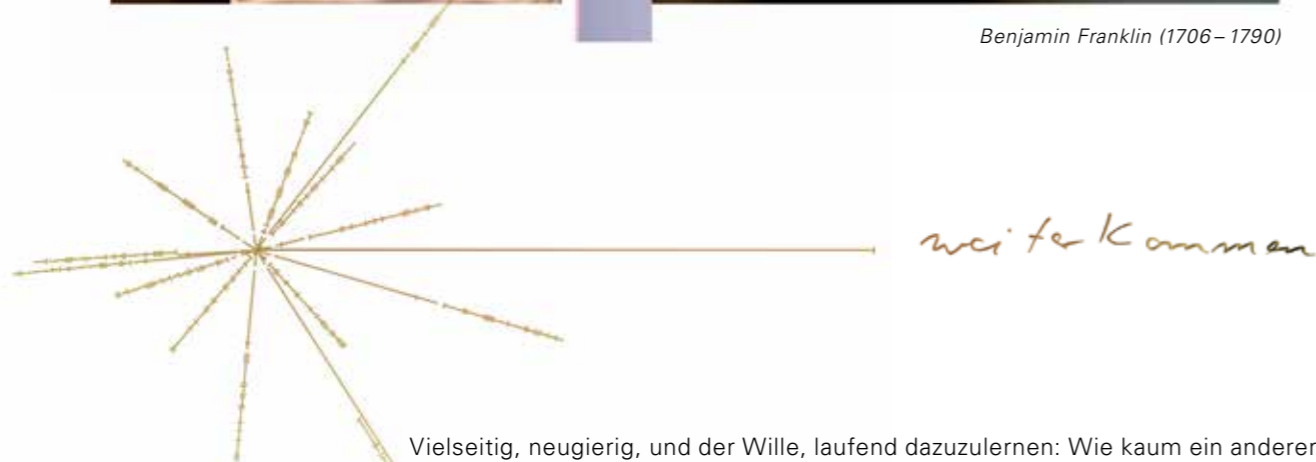 Benjamin Franklin (1706 – 1790)
weiterkommen
Vielseitig, neugierig, und der Wille, laufend dazuzulernen: Wie kaum ein anderer